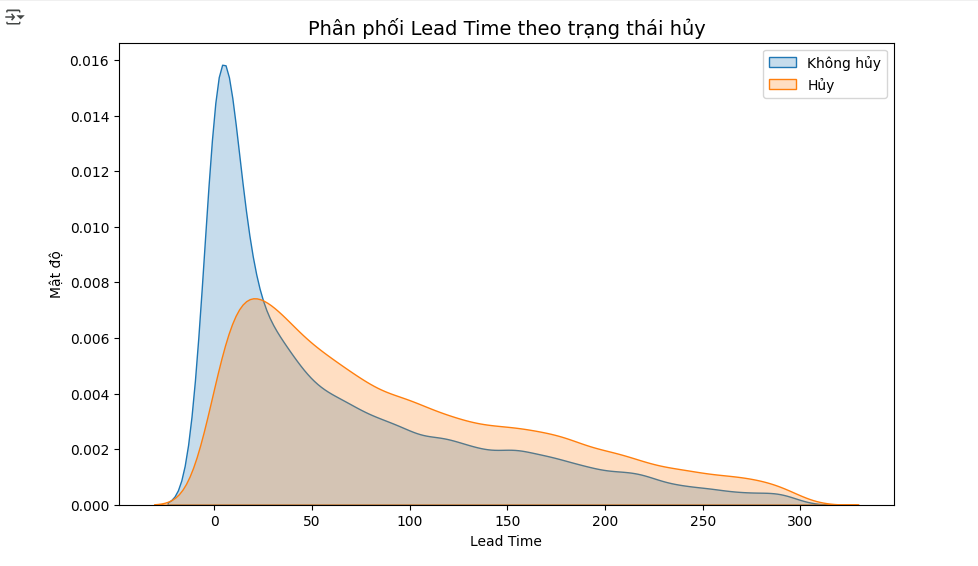 Phân phối Lead Time theo trạng thái hủy
Không hủy
Hủy
0.016
0.014
0.012
0.010
0.008
0.006
0.004
0.002
0.000
Mật độ
0 50 100 150 200 250 300
Lead Time